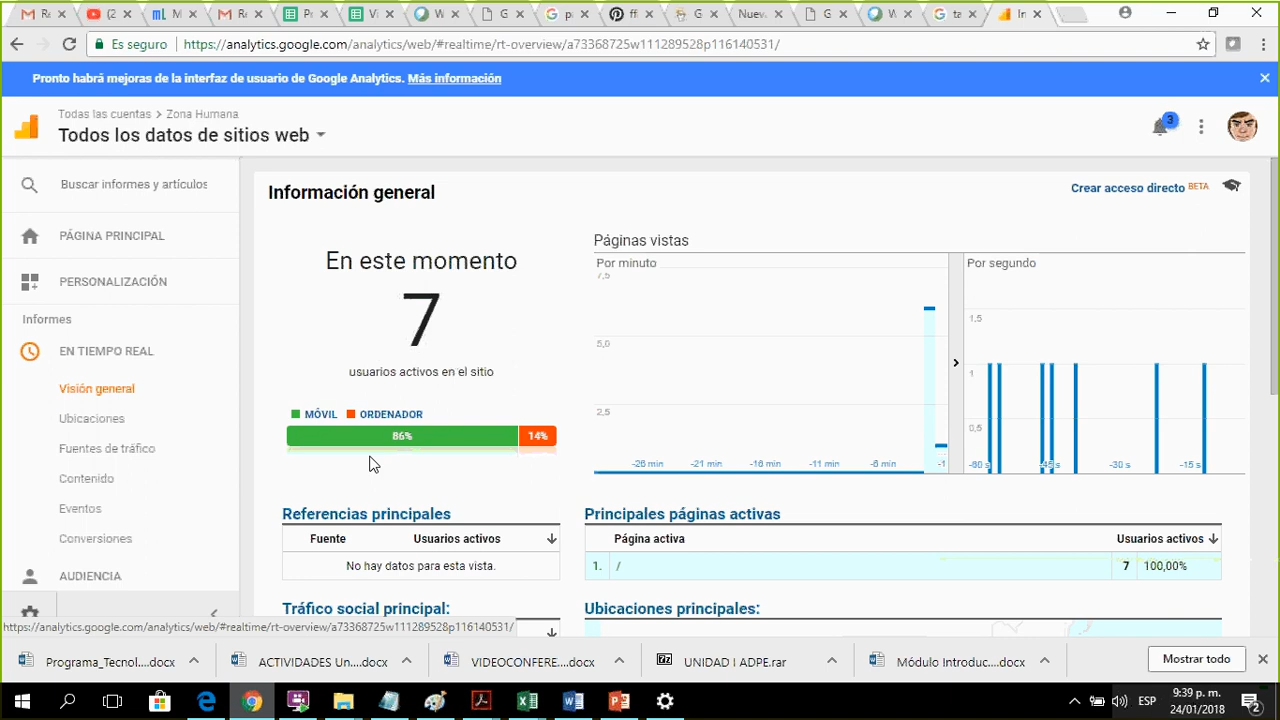 Es seguro
https://analytics.google.com/analytics/web/#realtime/rt-overview/a73368725w111289528p116140531/
Pronto habrá mejoras de la interfaz de usuario de Google Analytics. Más información
Todas las cuentas > Zona Humana
Todos los datos de sitios web
3
Buscar informes y artículos
PÁGINA PRINCIPAL
PERSONALIZACIÓN
Informes
EN TIEMPO REAL
Visión general
Ubicaciones
Fuentes de tráfico
Contenido
Eventos
Conversiones
AUDIENCIA
Información general
Crear acceso directo BETA
En este momento
7
usuarios activos en el sitio
MÓVIL ORDENADOR
86% 14%
Páginas vistas
Por minuto
7,5
5,0
2,5
-26 min -21 min -16 min -11 min -6 min -1
Por segundo
1,5
1
0,5
-60 s -45 s -30 s -15 s
Referencias principales
Fuente Usuarios activos
No hay datos para esta vista.
Principales páginas activas
Página activa Usuarios activos
1. / 7 100,00%
Tráfico social principal:
Ubicaciones principales:
https://analytics.google.com/analytics/web/#realtime/rt-overview/a73368725w111289528p116140531/
Programa_Tecnol....docx
ACTIVIDADES Un....docx
VIDEOCONFERE....docx
UNIDAD I ADPE.rar
Módulo Introduc....docx
Mostrar todo
ESP
9:39 p. m.
24/01/2018
2